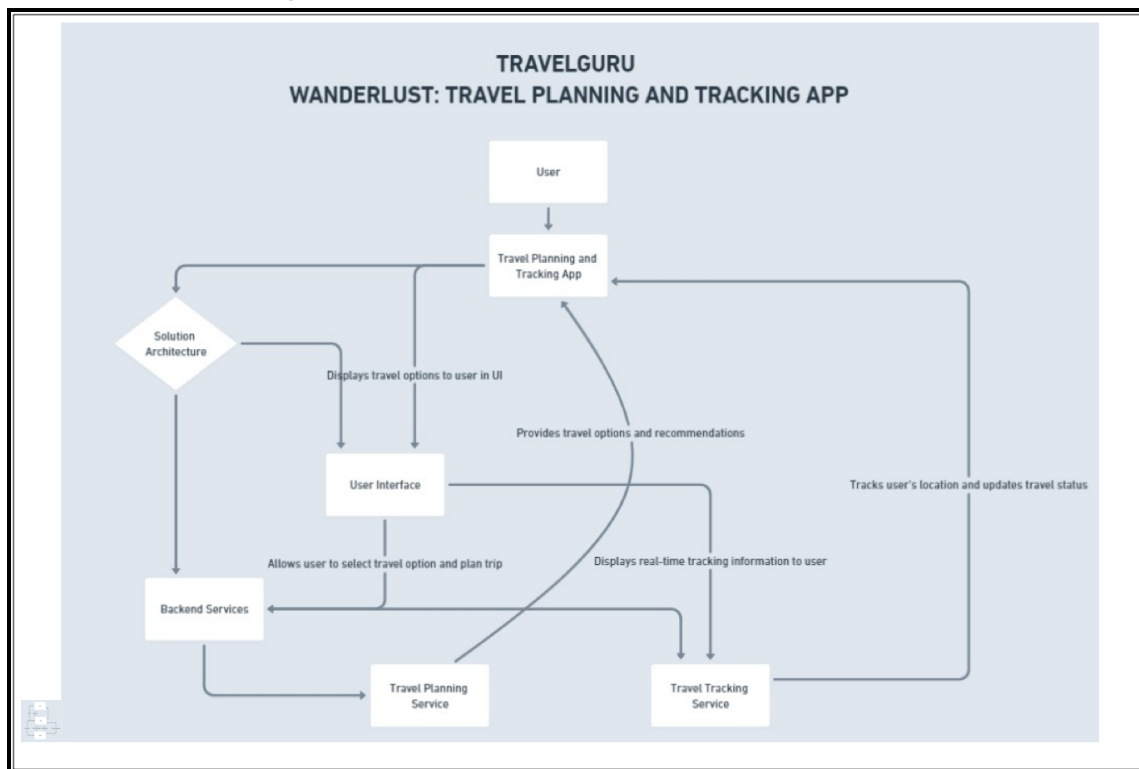 TRAVELGURU
WANDERLUST: TRAVEL PLANNING AND TRACKING APP
User
Travel Planning and
Tracking App
Solution
Architecture
Displays travel options to user in UI
Provides travel options and recommendations
User Interface
Tracks user's location and updates travel status
Allows user to select travel option and plan trip
Displays real-time tracking information to user
Backend Services
Travel Planning
Service
Travel Tracking
Service